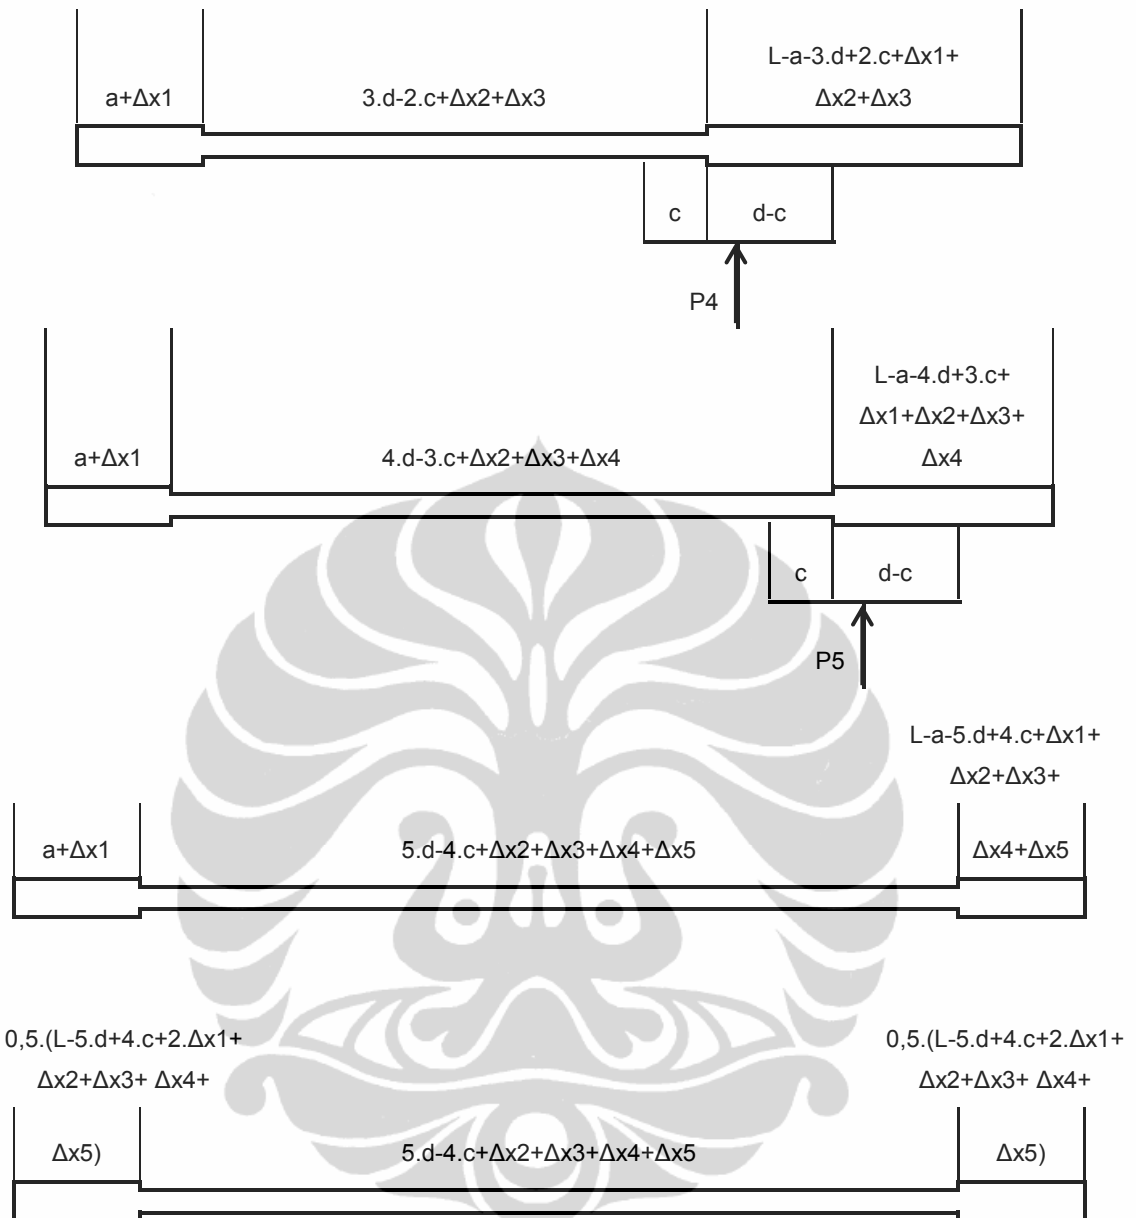 L-a-3.d+2.c+Δx1+
a+Δx1 3.d-2.c+Δx2+Δx3 Δx2+Δx3
c d-c
P4
L-a-4.d+3.c+
Δx1+Δx2+Δx3+
a+Δx1 4.d-3.c+Δx2+Δx3+Δx4 Δx4
c d-c
P5
L-a-5.d+4.c+Δx1+
Δx2+Δx3+
a+Δx1 5.d-4.c+Δx2+Δx3+Δx4+Δx5 Δx4+Δx5
0,5.(L-5.d+4.c+2.Δx1+ 0,5.(L-5.d+4.c+2.Δx1+
Δx2+Δx3+ Δx4+ Δx2+Δx3+ Δx4+
Δx5) 5.d-4.c+Δx2+Δx3+Δx4+Δx5 Δx5)